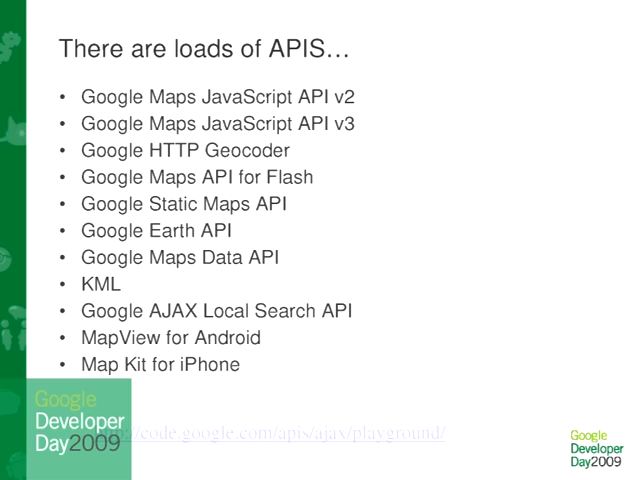 There are loads of APIS…
• Google Maps JavaScript API v2
• Google Maps JavaScript API v3
• Google HTTP Geocoder
• Google Maps API for Flash
• Google Static Maps API
• Google Earth API
• Google Maps Data API
• KML
• Google AJAX Local Search API
• MapView for Android
• Map Kit for iPhone
Google
Developer
Day2009
http://code.google.com/apis/ajax/playground/
Google
Developer
Day2009